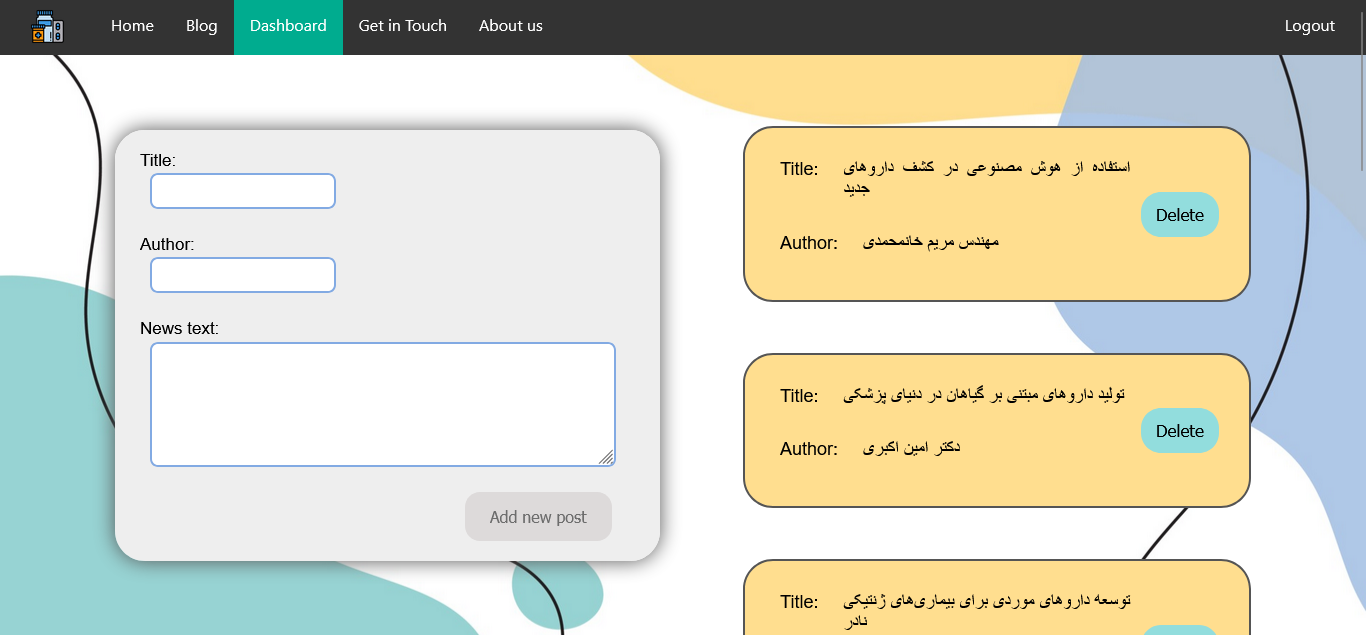 Home Blog Dashboard Get in Touch About us Logout
Title:
Author:
News text:
Add new post
Title: استفاده از هوش مصنوعی در کشف داروهای
جدید
Delete
Author: مهندس مریم خانمحمدی
Title: تولید داروهای مبتنی بر گیاهان در دنیای پزشکی
Delete
Author: دکتر امین اکبری
Title: توسعه داروهای موردی برای بیماری‌های ژنتیکی
نادر